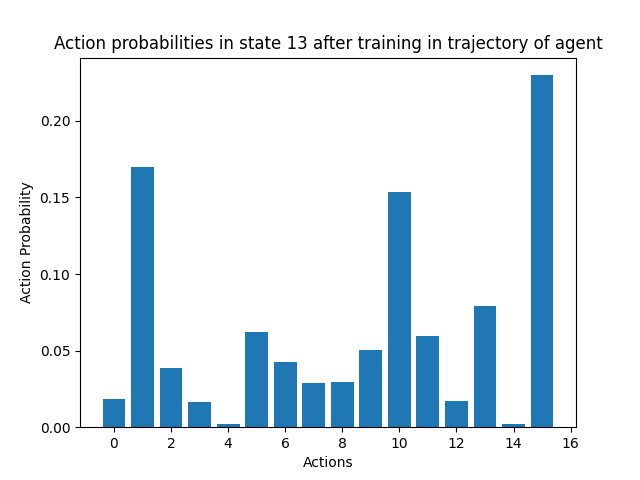 Action probabilities in state 13 after training in trajectory of agent
0.20
0.15
0.10
0.05
0.00
Action Probability
0 2 4 6 8 10 12 14 16
Actions